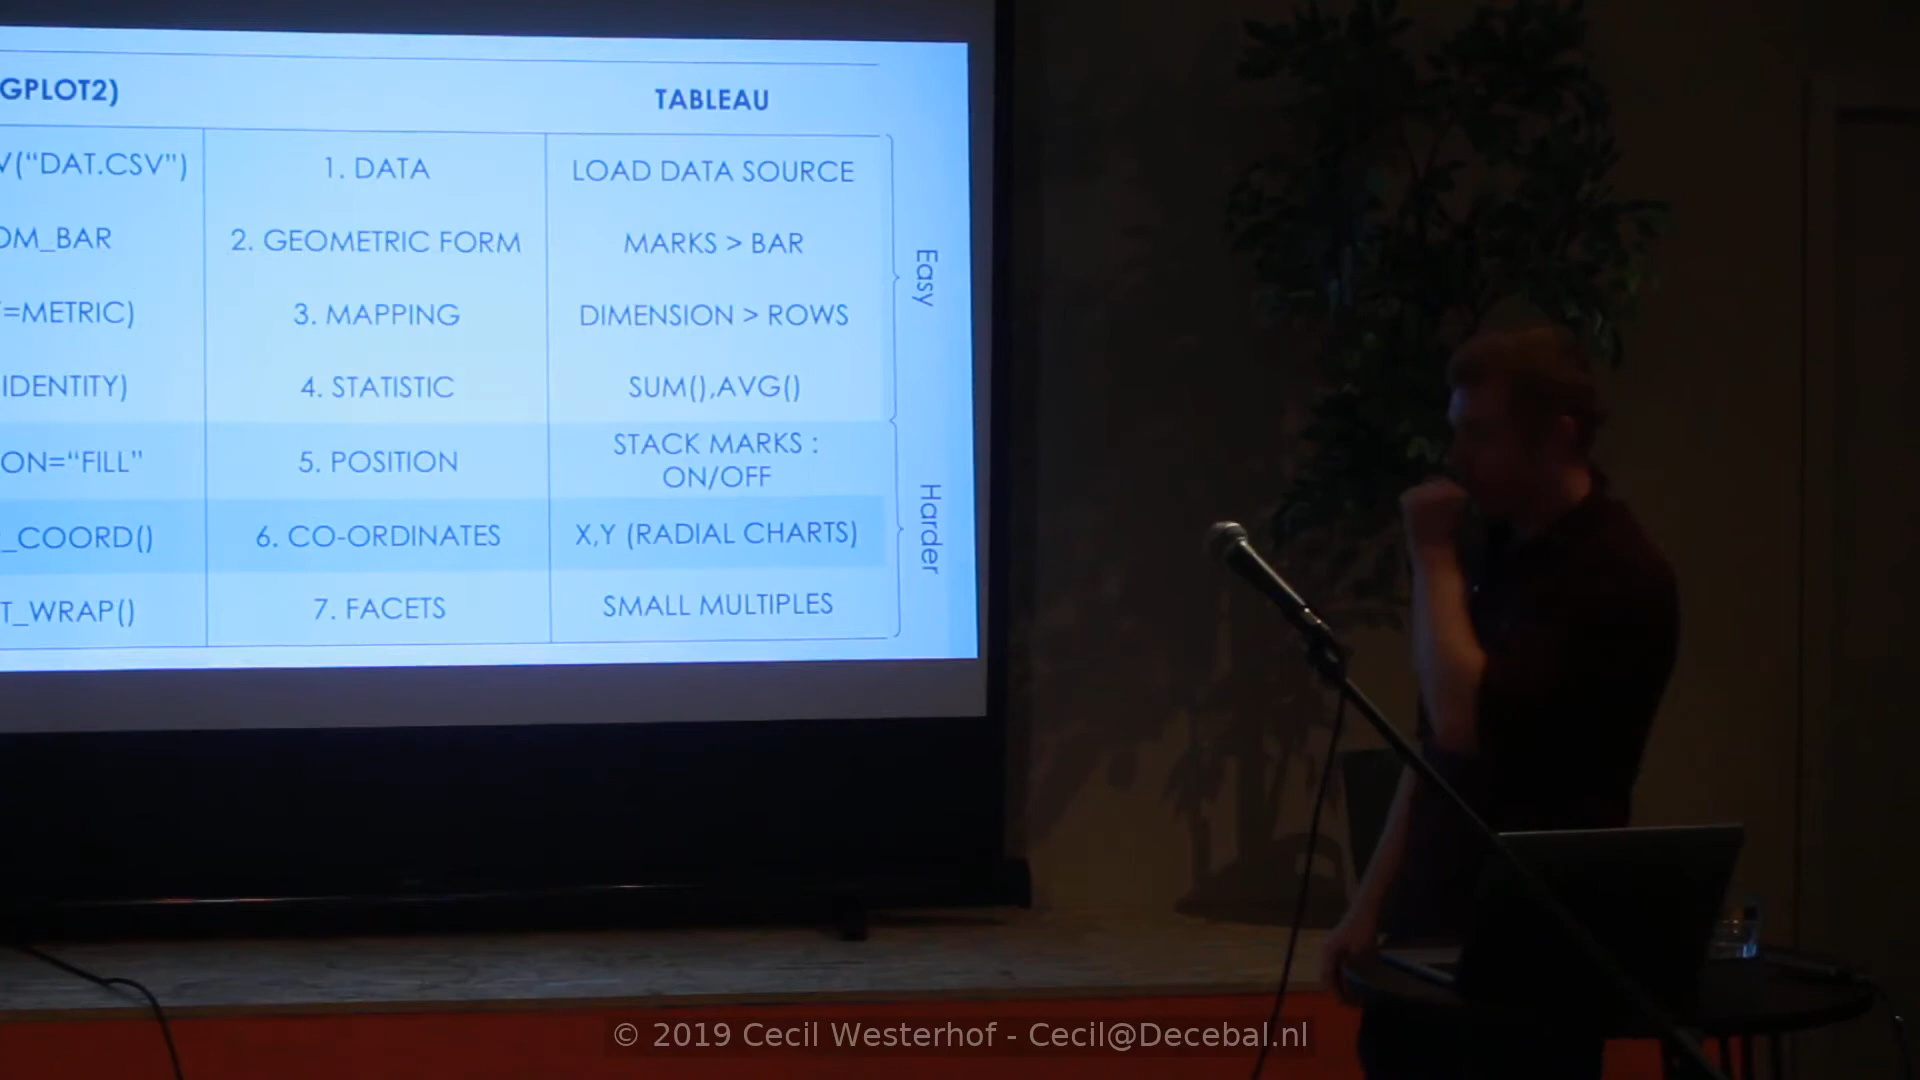 GPLOT2) TABLEAU
V(“DAT.CSV”) 1. DATA LOAD DATA SOURCE
OM_BAR 2. GEOMETRIC FORM MARKS > BAR
=METRIC) 3. MAPPING DIMENSION > ROWS
Easy
IDENTITY) 4. STATISTIC SUM(),AVG()
ON=“FILL” 5. POSITION STACK MARKS :
ON/OFF
_COORD() 6. CO-ORDINATES X,Y (RADIAL CHARTS)
Harder
T_WRAP() 7. FACETS SMALL MULTIPLES
© 2019 Cecil Westerhof - Cecil@Decebal.nl